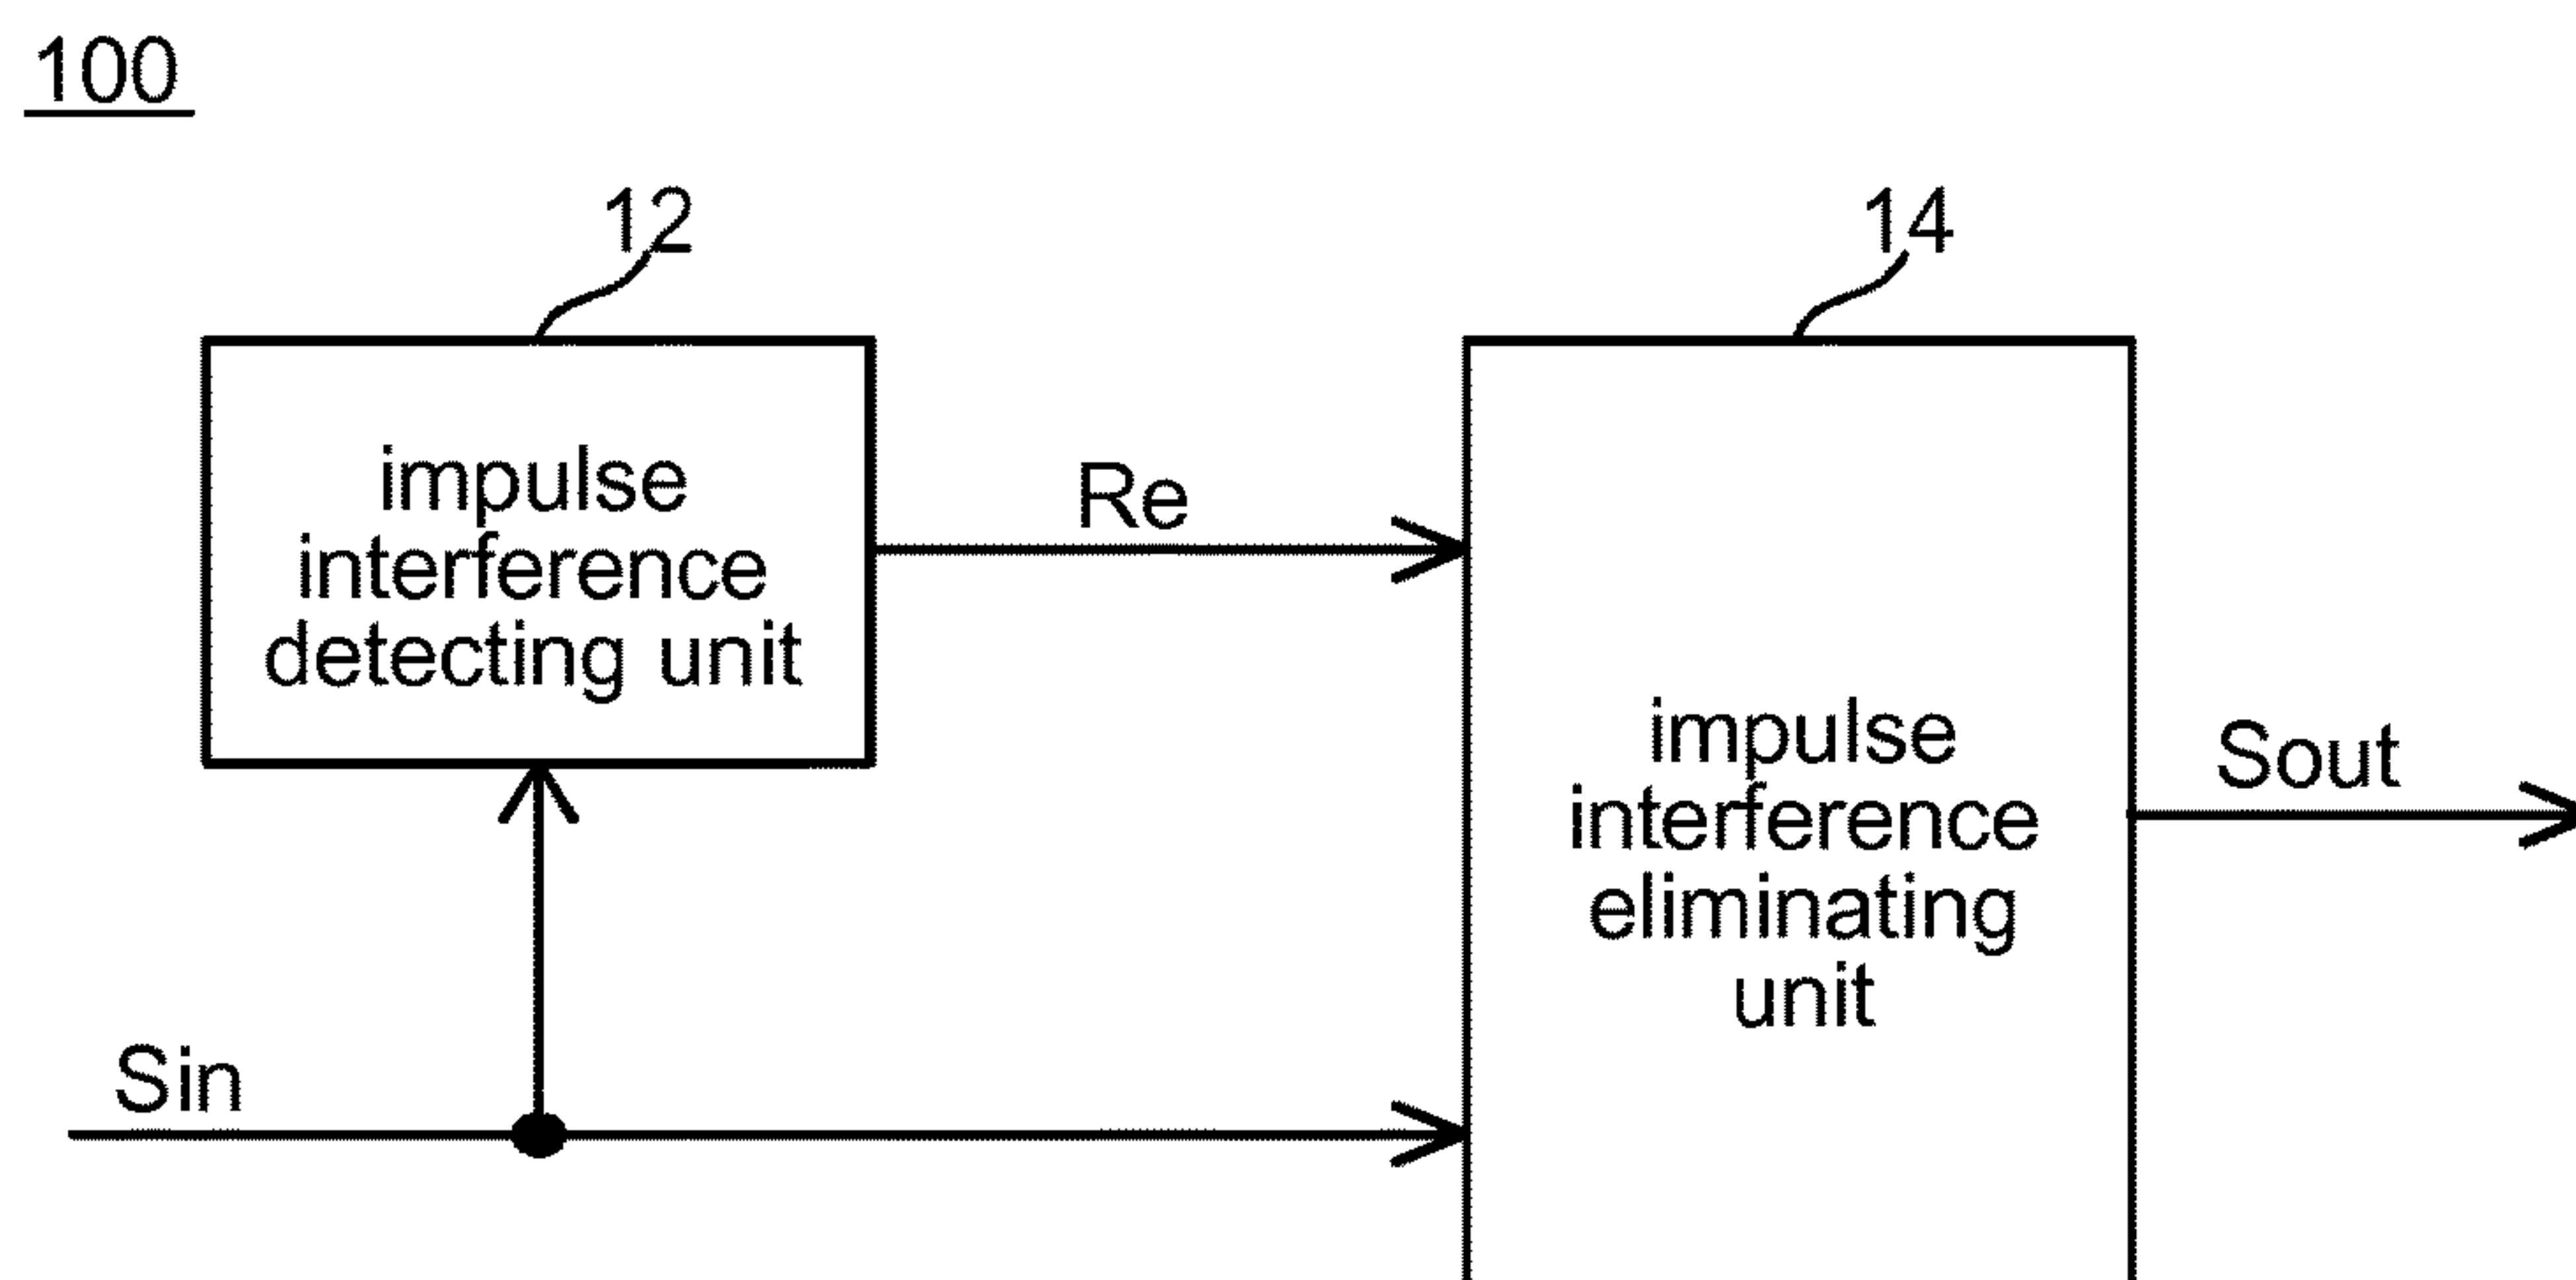 100
12
14
impulse
interference
detecting unit
Re
impulse
interference
eliminating
unit
Sout
Sin